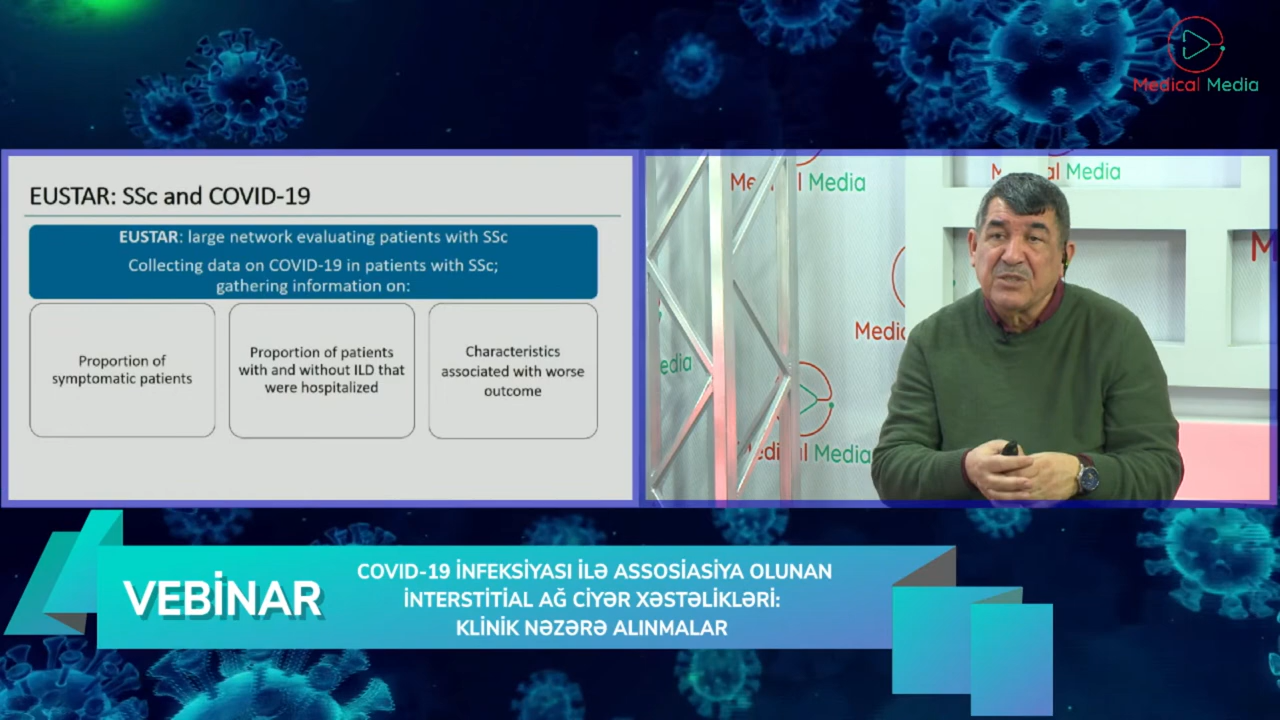 Medical Media
EUSTAR: SSc and COVID-19
EUSTAR: large network evaluating patients with SSc
Collecting data on COVID-19 in patients with SSc;
gathering information on:
Proportion of
symptomatic patients
Proportion of patients
with and without ILD that
were hospitalized
Characteristics
associated with worse
outcome
Media
Media
Media
VEBİNAR
COVID-19 İNFEKSİYASI İLƏ ASSOSİASİYA OLUNAN
İNTERSTİTİAL AĞ CİYƏR XƏSTƏLİKLƏRİ:
KLİNİK NƏZƏRƏ ALINMALAR